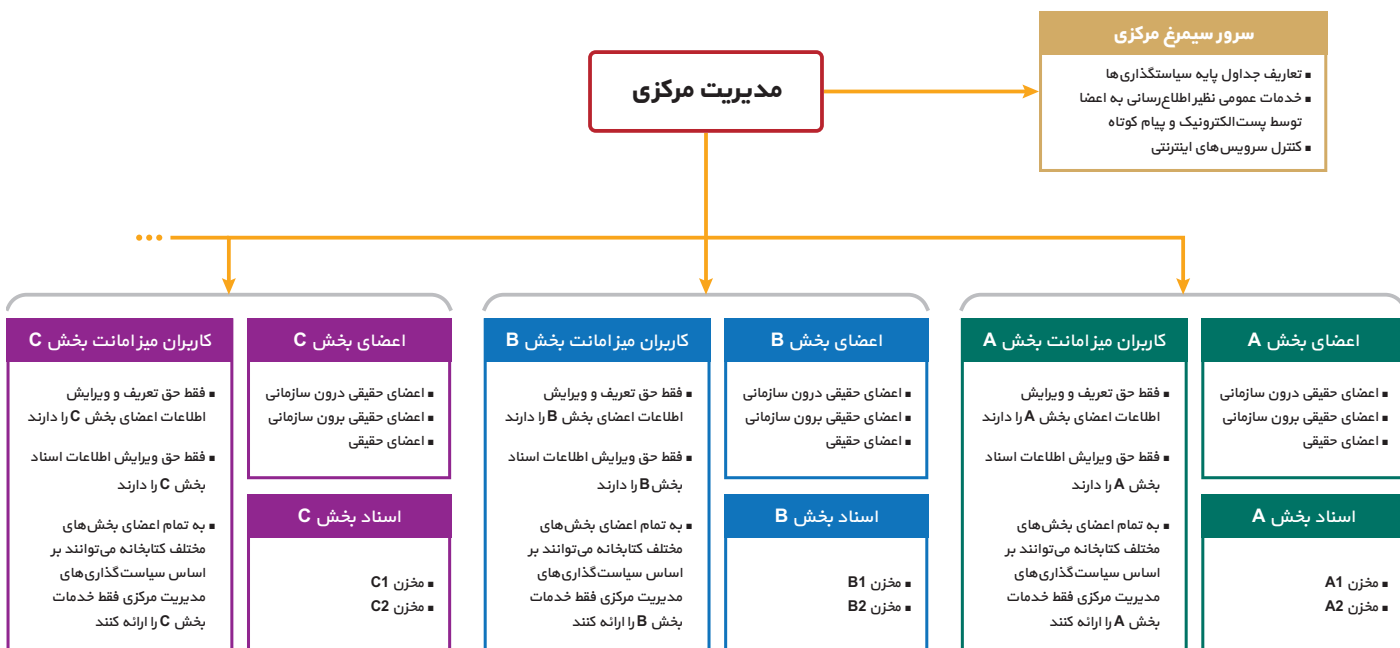 سرور سیمرغ مرکزی
▪ تعاریف جداول پایه سیاستگذاری‌ها
▪ خدمات عمومی نظیر اطلاع‌رسانی به اعضا
توسط پست‌الکترونیک و پیام کوتاه
▪ کنترل سرویس‌های اینترنتی
مدیریت مرکزی
...
اعضای بخش A
▪ اعضای حقیقی درون سازمانی
▪ اعضای حقیقی برون سازمانی
▪ اعضای حقیقی
اسناد بخش A
▪ مخزن A1
▪ مخزن A2
کاربران میز امانت بخش A
▪ فقط حق تعریف و ویرایش
اطلاعات اعضای بخش A را دارند
▪ فقط حق ویرایش اطلاعات اسناد
بخش A را دارند
▪ به تمام اعضای بخش‌های
مختلف کتابخانه می‌توانند بر
اساس سیاست‌گذاری‌های
مدیریت مرکزی فقط خدمات
بخش A را ارائه کنند
اعضای بخش B
▪ اعضای حقیقی درون سازمانی
▪ اعضای حقیقی برون سازمانی
▪ اعضای حقیقی
اسناد بخش B
▪ مخزن B1
▪ مخزن B2
کاربران میز امانت بخش B
▪ فقط حق تعریف و ویرایش
اطلاعات اعضای بخش B را دارند
▪ فقط حق ویرایش اطلاعات اسناد
بخش B را دارند
▪ به تمام اعضای بخش‌های
مختلف کتابخانه می‌توانند بر
اساس سیاست‌گذاری‌های
مدیریت مرکزی فقط خدمات
بخش B را ارائه کنند
اعضای بخش C
▪ اعضای حقیقی درون سازمانی
▪ اعضای حقیقی برون سازمانی
▪ اعضای حقیقی
اسناد بخش C
▪ مخزن C1
▪ مخزن C2
کاربران میز امانت بخش C
▪ فقط حق تعریف و ویرایش
اطلاعات اعضای بخش C را دارند
▪ فقط حق ویرایش اطلاعات اسناد
بخش C را دارند
▪ به تمام اعضای بخش‌های
مختلف کتابخانه می‌توانند بر
اساس سیاست‌گذاری‌های
مدیریت مرکزی فقط خدمات
بخش C را ارائه کنند